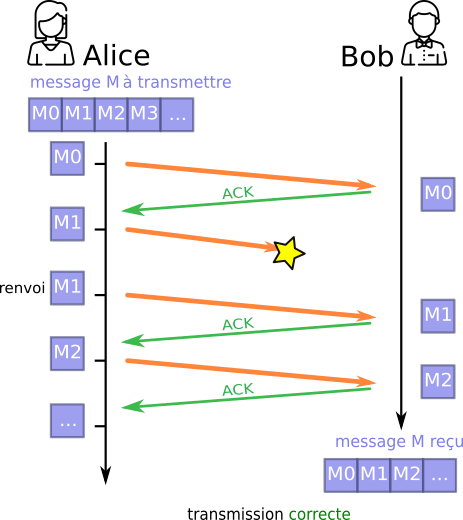 Alice
Bob
message M à transmettre
M0 M1 M2 M3 ...
M0
ACK
M0
M1
renvoi M1
ACK
M1
M2
ACK
M2
...
message M reçu
M0 M1 M2 ...
transmission correcte